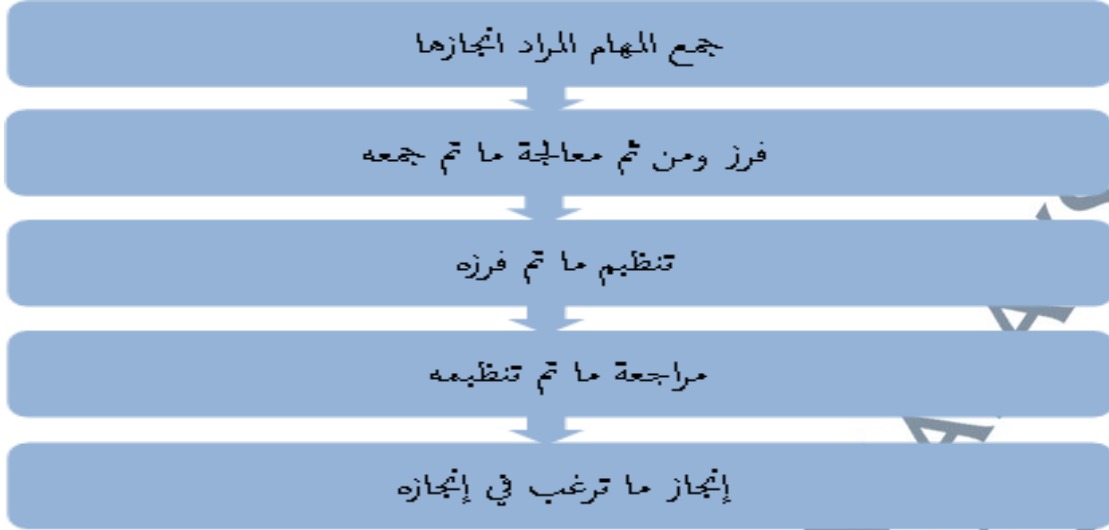 جمع المهام المراد انجازها
فرز ومن ثم معالجة ما تم جمعه
تنظيم ما تم فرزه
مراجعة ما تم تنظيمه
إنجاز ما ترغب في إنجازه